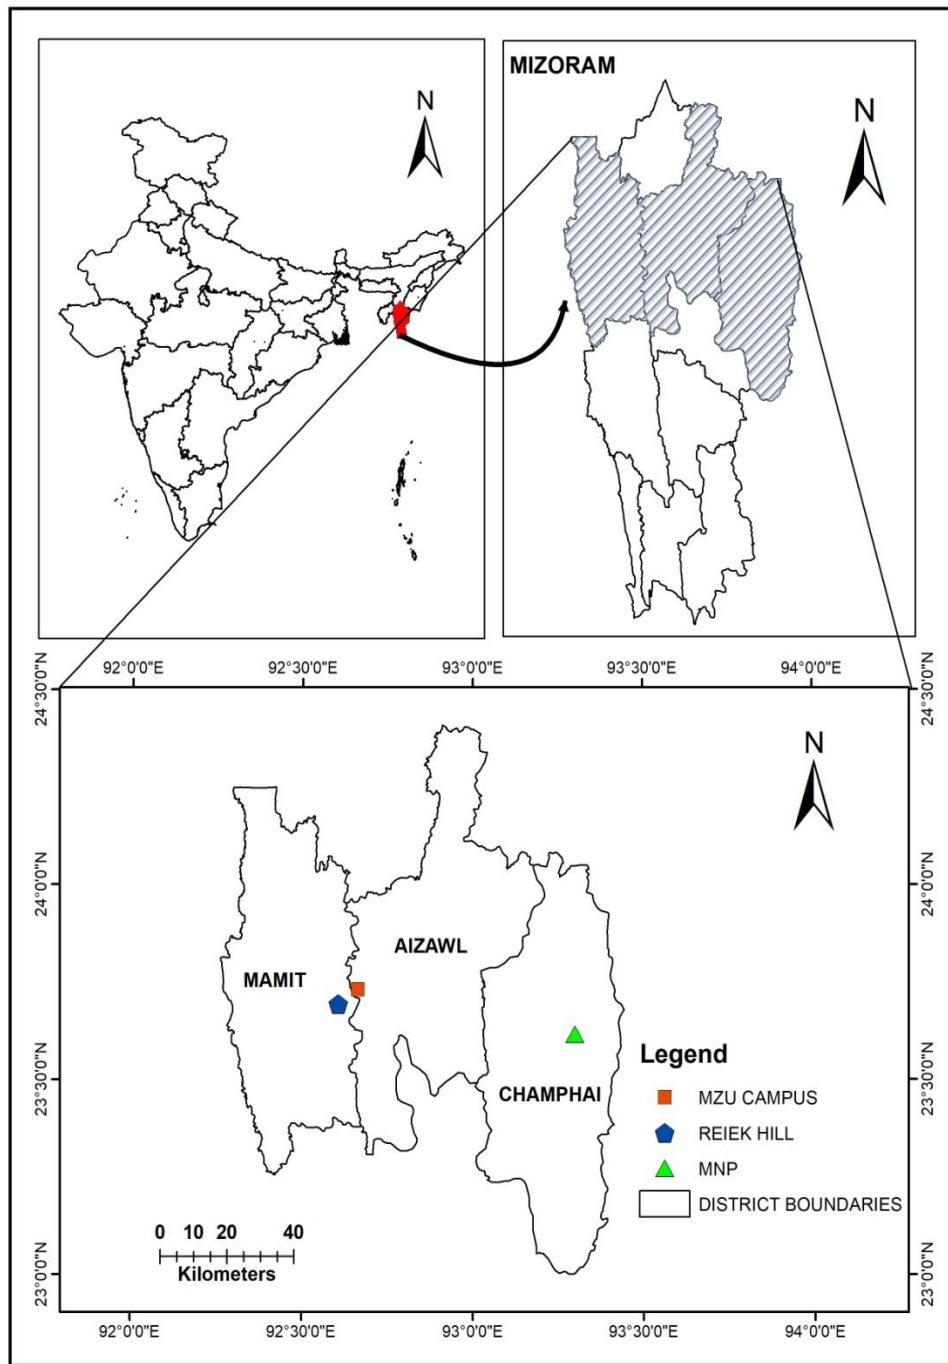 N
MIZORAM
N
92°0'0"E 92°30'0"E 93°0'0"E 93°30'0"E 94°0'0"E
24°30'0"N 24°30'0"N
N
24°0'0"N 24°0'0"N
AIZAWL
MAMIT
CHAMPHAI
23°30'0"N 23°30'0"N
Legend
MZU CAMPUS
REIEK HILL
MNP
DISTRICT BOUNDARIES
0 10 20 40
Kilometers
23°0'0"N 23°0'0"N
92°0'0"E 92°30'0"E 93°0'0"E 93°30'0"E 94°0'0"E